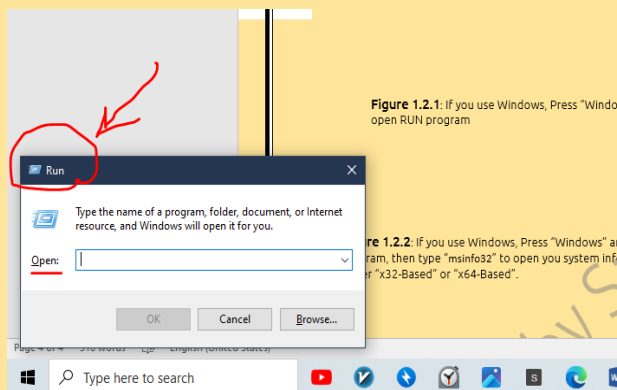 Figure 1.2.1: If you use Windows, Press "Windo
open RUN program
Run
Type the name of a program, folder, document, or Internet
resource, and Windows will open it for you.
Open:
OK Cancel Browse...
re 1.2.2: If you use Windows, Press "Windows" a
ram, then type "msinfo32" to open you system inf
r "x32-Based" or "x64-Based".
by S
Type here to search
S
W